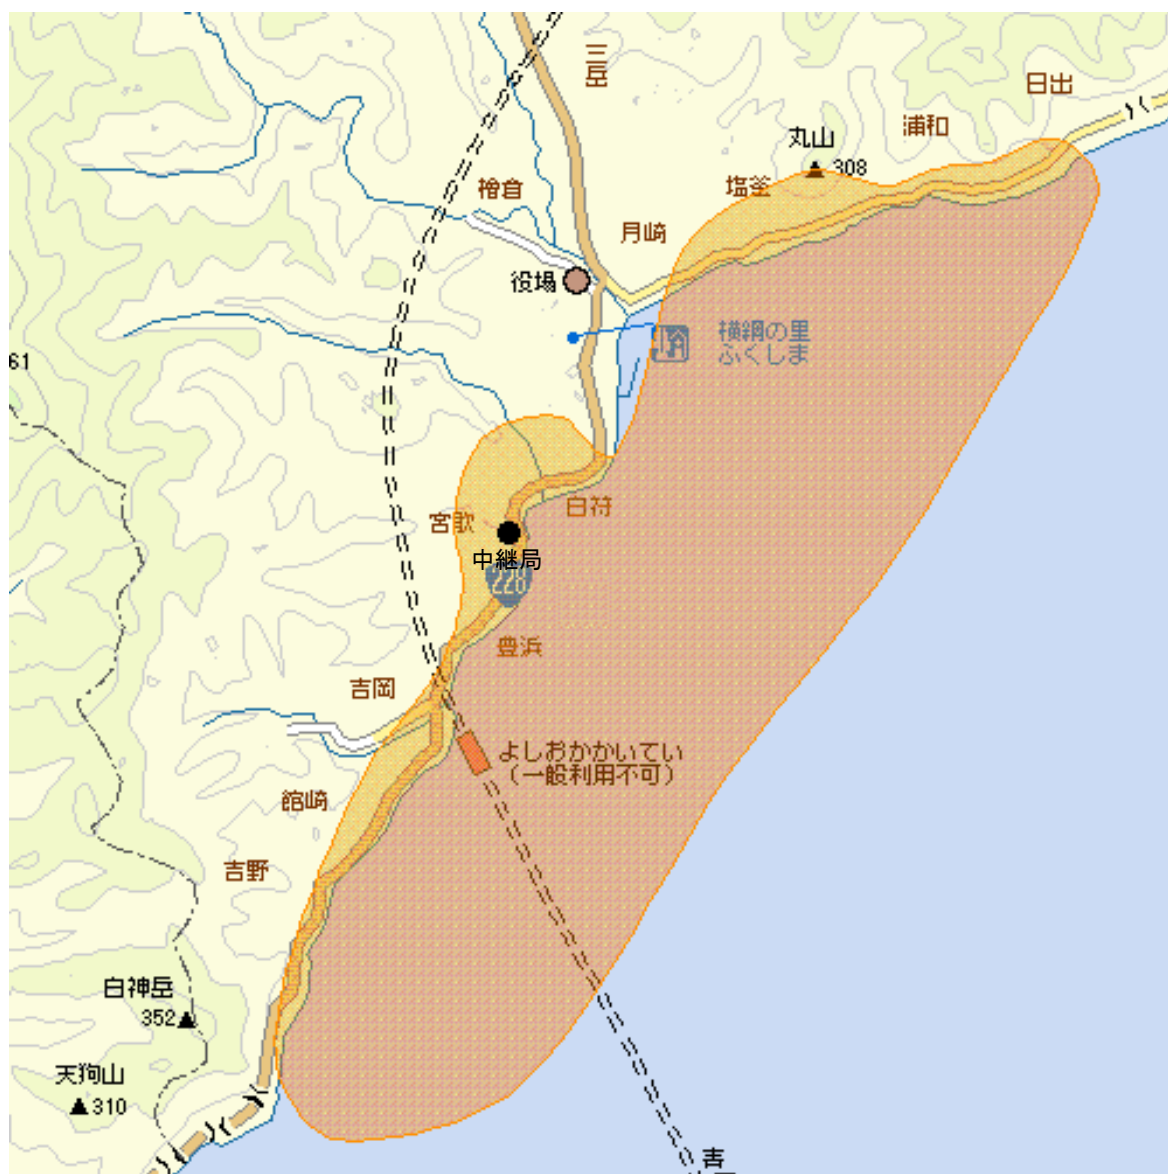 三岳
日出
浦和
丸山
308
塩釜
檜倉
月崎
役場
横綱の里
ふくしま
61
白符
宮歌
中継局
228
豊浜
吉岡
よしおかかいてい
(一般利用不可)
館崎
吉野
白神岳
352
天狗山
310
青